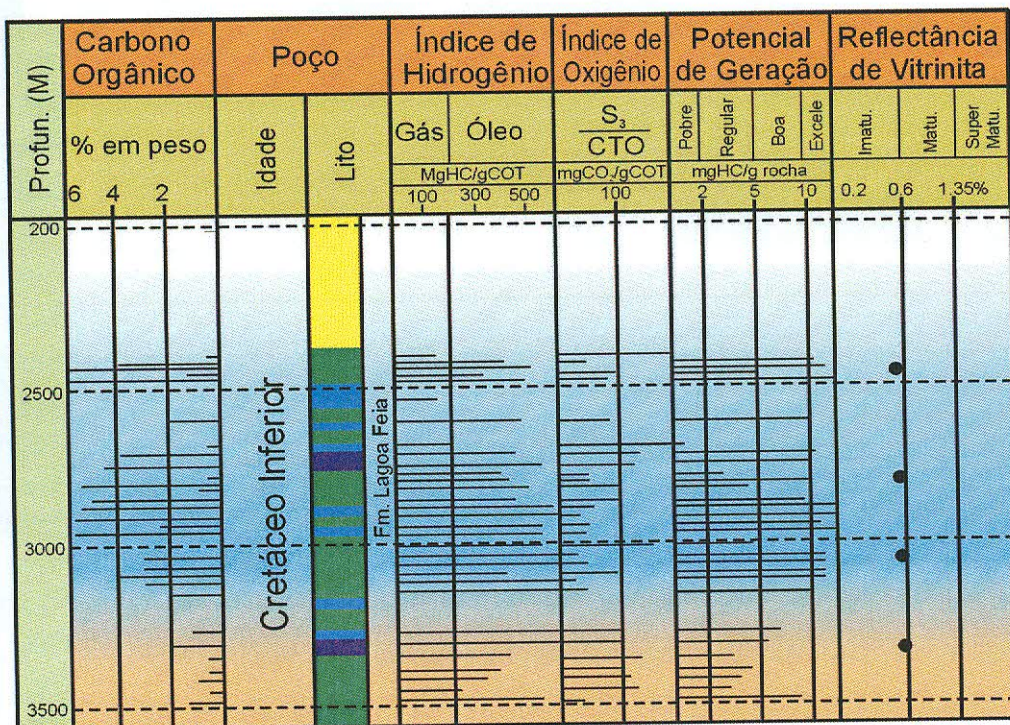 Profun. (M)
Carbono
Orgânico
% em peso
6 4 2
Poço
Idade
Lito
Índice de
Hidrogênio
Gás Óleo
MgHC/gCOT
100 300 500
Índice de
Oxigênio
S3
CTO
mgCO2/gCOT
100
Potencial
de Geração
Pobre
Regular
Boa
Excele
mgHC/g rocha
2 5 10
Reflectância
de Vitrinita
Imatu.
Matu.
Super
Matu.
0.2 0.6 1.35%
200
2500
3000
3500
Cretáceo Inferior
Fm. Lagoa Feia